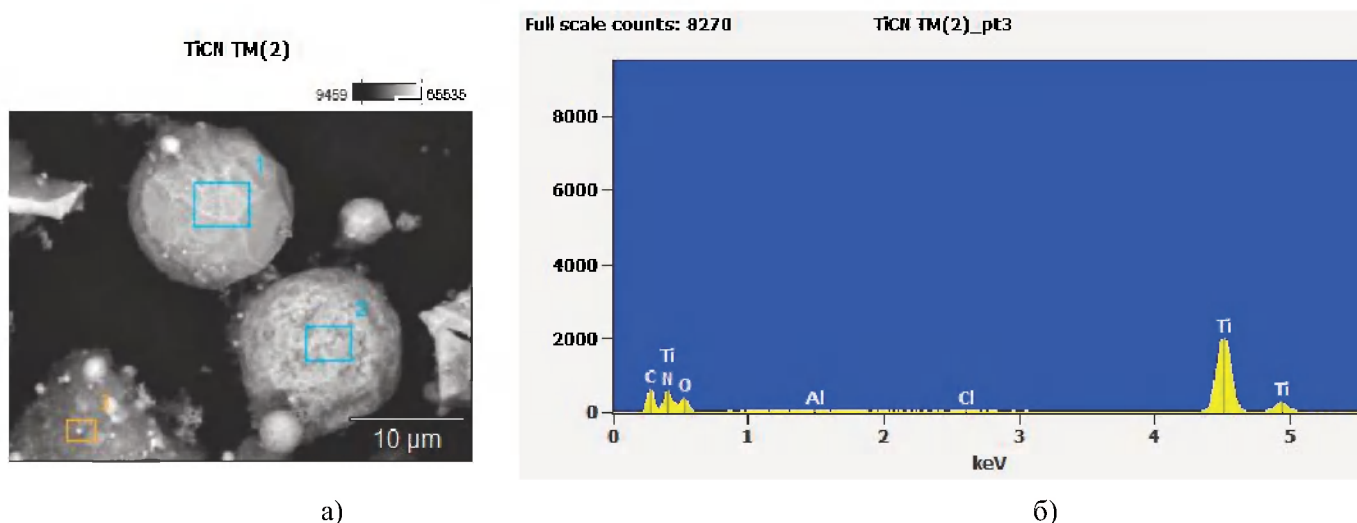 TiCN TM(2)
9459 65535
1
2
3
10 µm
Full scale counts: 8270 TiCN TM(2)_pt3
8000
6000
4000
2000
0
Ti
Ti
C N O
Al
Cl
Ti
0 1 2 3 4 5
keV
а) б)